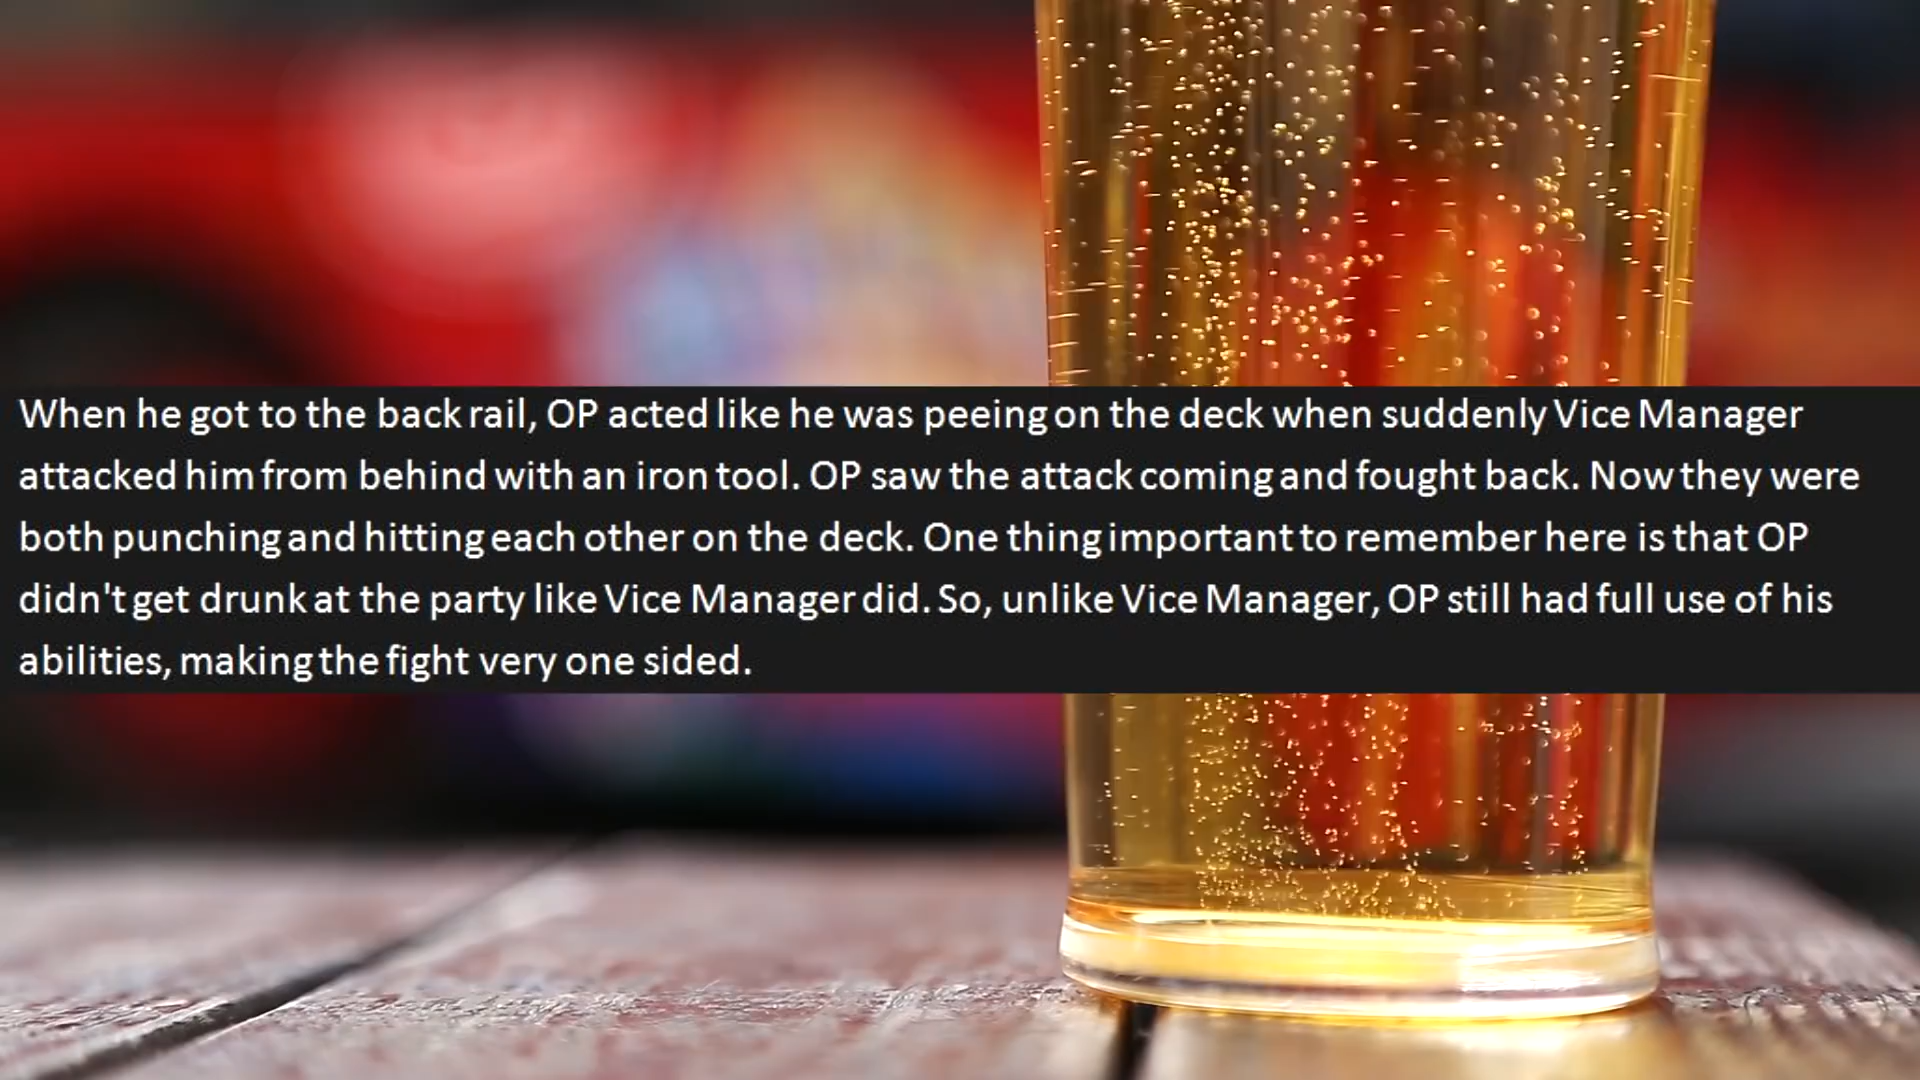 When he got to the back rail, OP acted like he was peeing on the deck when suddenly Vice Manager
attacked him from behind with an iron tool. OP saw the attack coming and fought back. Now they were
both punching and hitting each other on the deck. One thing important to remember here is that OP
didn't get drunk at the party like Vice Manager did. So, unlike Vice Manager, OP still had full use of his
abilities, making the fight very one sided.